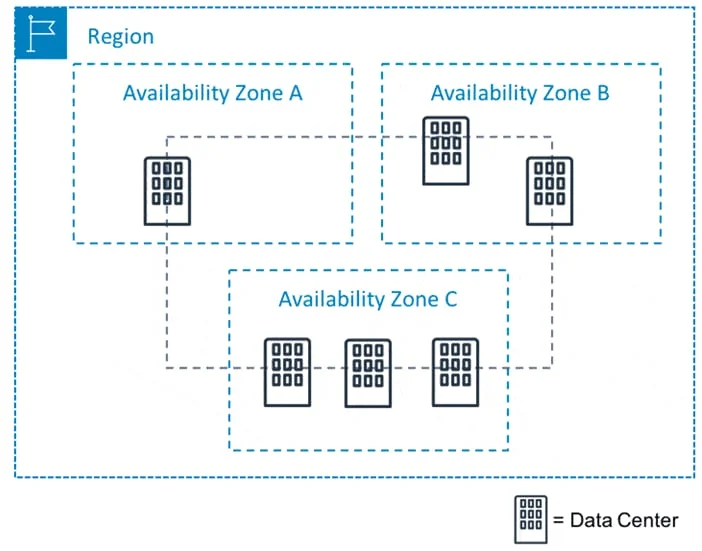 Region
Availability Zone A
Availability Zone B
Availability Zone C
= Data Center